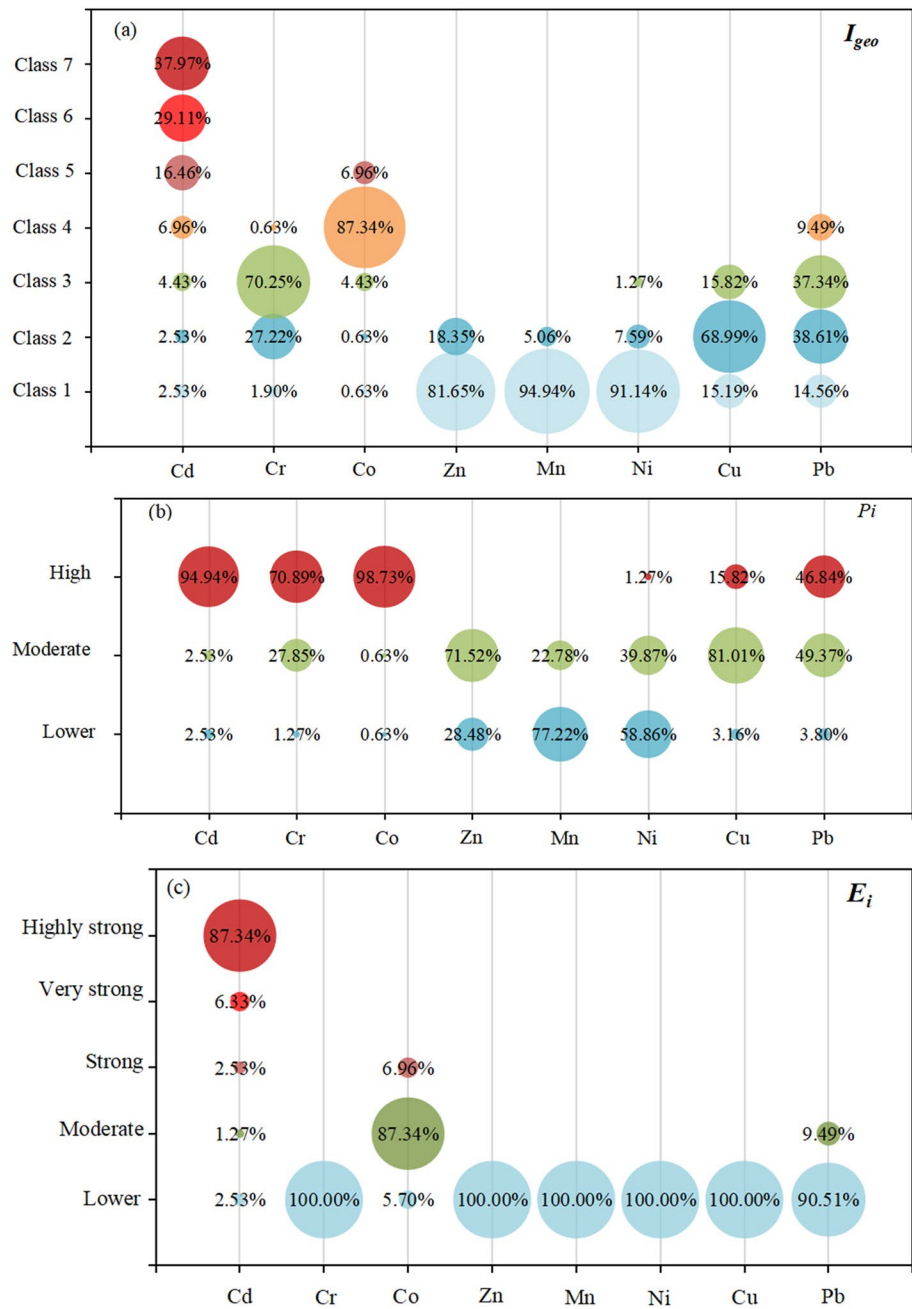 (a) I_geo
Class 7 37.97%
Class 6 29.11%
Class 5 16.46% 6.96%
Class 4 6.96% 0.63% 87.34% 9.49%
Class 3 4.43% 70.25% 4.43% 1.27% 15.82% 37.34%
Class 2 2.53% 27.22% 0.63% 18.35% 5.06% 7.59% 68.99% 38.61%
Class 1 2.53% 1.90% 0.63% 81.65% 94.94% 91.14% 15.19% 14.56%
Cd Cr Co Zn Mn Ni Cu Pb
(b) Pi
High 94.94% 70.89% 98.73% 1.27% 15.82% 46.84%
Moderate 2.53% 27.85% 0.63% 71.52% 22.78% 39.87% 81.01% 49.37%
Lower 2.53% 1.27% 0.63% 28.48% 77.22% 58.86% 3.16% 3.80%
Cd Cr Co Zn Mn Ni Cu Pb
(c) E_i
Highly strong 87.34%
Very strong 6.33%
Strong 2.53% 6.96%
Moderate 1.27% 87.34% 9.49%
Lower 2.53% 100.00% 5.70% 100.00% 100.00% 100.00% 100.00% 90.51%
Cd Cr Co Zn Mn Ni Cu Pb